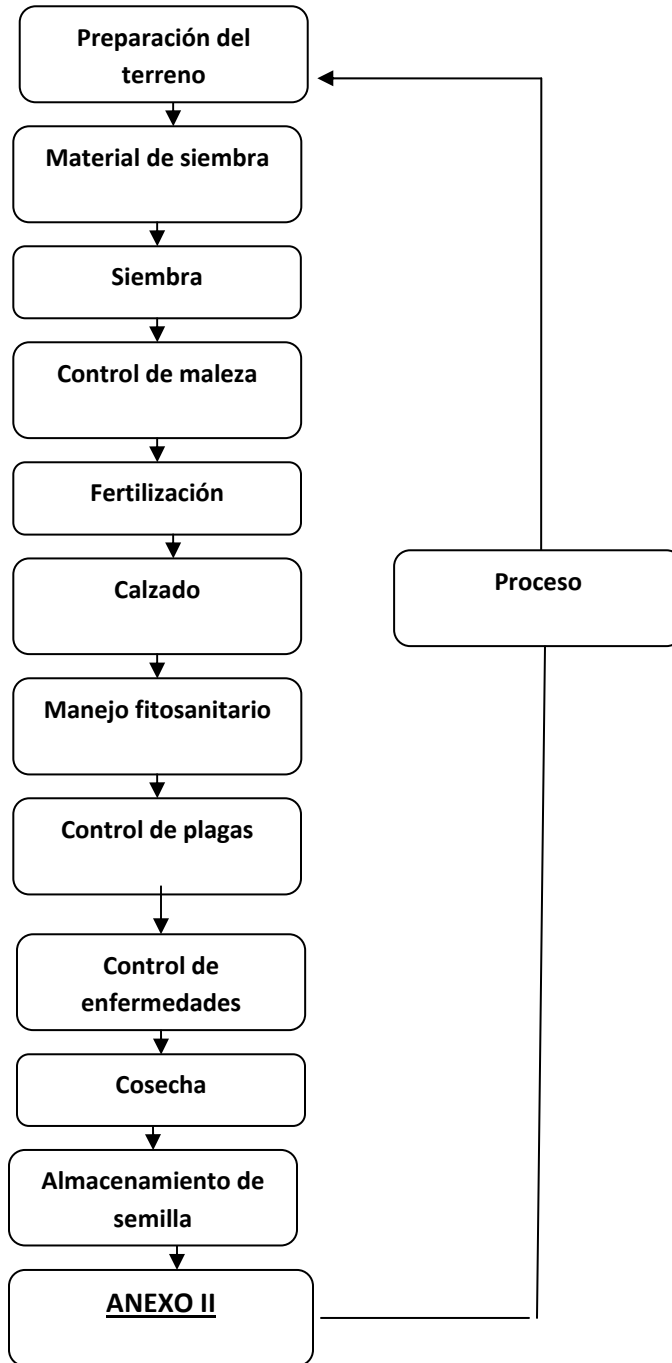 Preparación del
terreno
Material de siembra
Siembra
Control de maleza
Fertilización
Calzado
Proceso
Manejo fitosanitario
Control de plagas
Control de
enfermedades
Cosecha
Almacenamiento de
semilla
ANEXO II